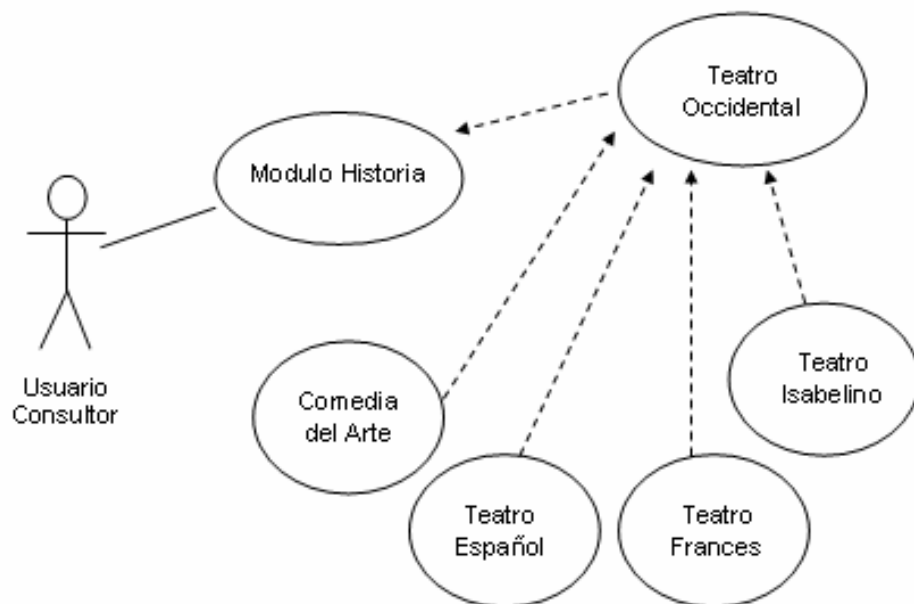 Teatro
Occidental
Modulo Historia
Usuario
Consultor
Comedia
del Arte
Teatro
Español
Teatro
Frances
Teatro
Isabelino